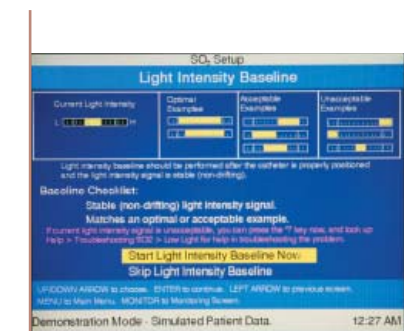 SO₂ Setup
Light Intensity Baseline
Current Light Intensity
Optimal Examples
Acceptable Examples
Unacceptable Examples
L H
Light intensity baseline should be performed after the catheter is properly positioned
and the light intensity signal is stable (non-drifting).
Baseline Checklist:
Stable (non-drifting) light intensity signal.
Matches an optimal or acceptable example.
If current light intensity signal is unacceptable, you can press the "?" key now, and look up
Help > Troubleshooting SO2 > Low Light for help in troubleshooting the problem.
Start Light Intensity Baseline Now
Skip Light Intensity Baseline
UP/DOWN ARROW to choose. ENTER to continue. LEFT ARROW to previous screen.
MENU to Main Menu. MONITOR to Monitoring Screen.
Demonstration Mode - Simulated Patient Data. 12:27 AM